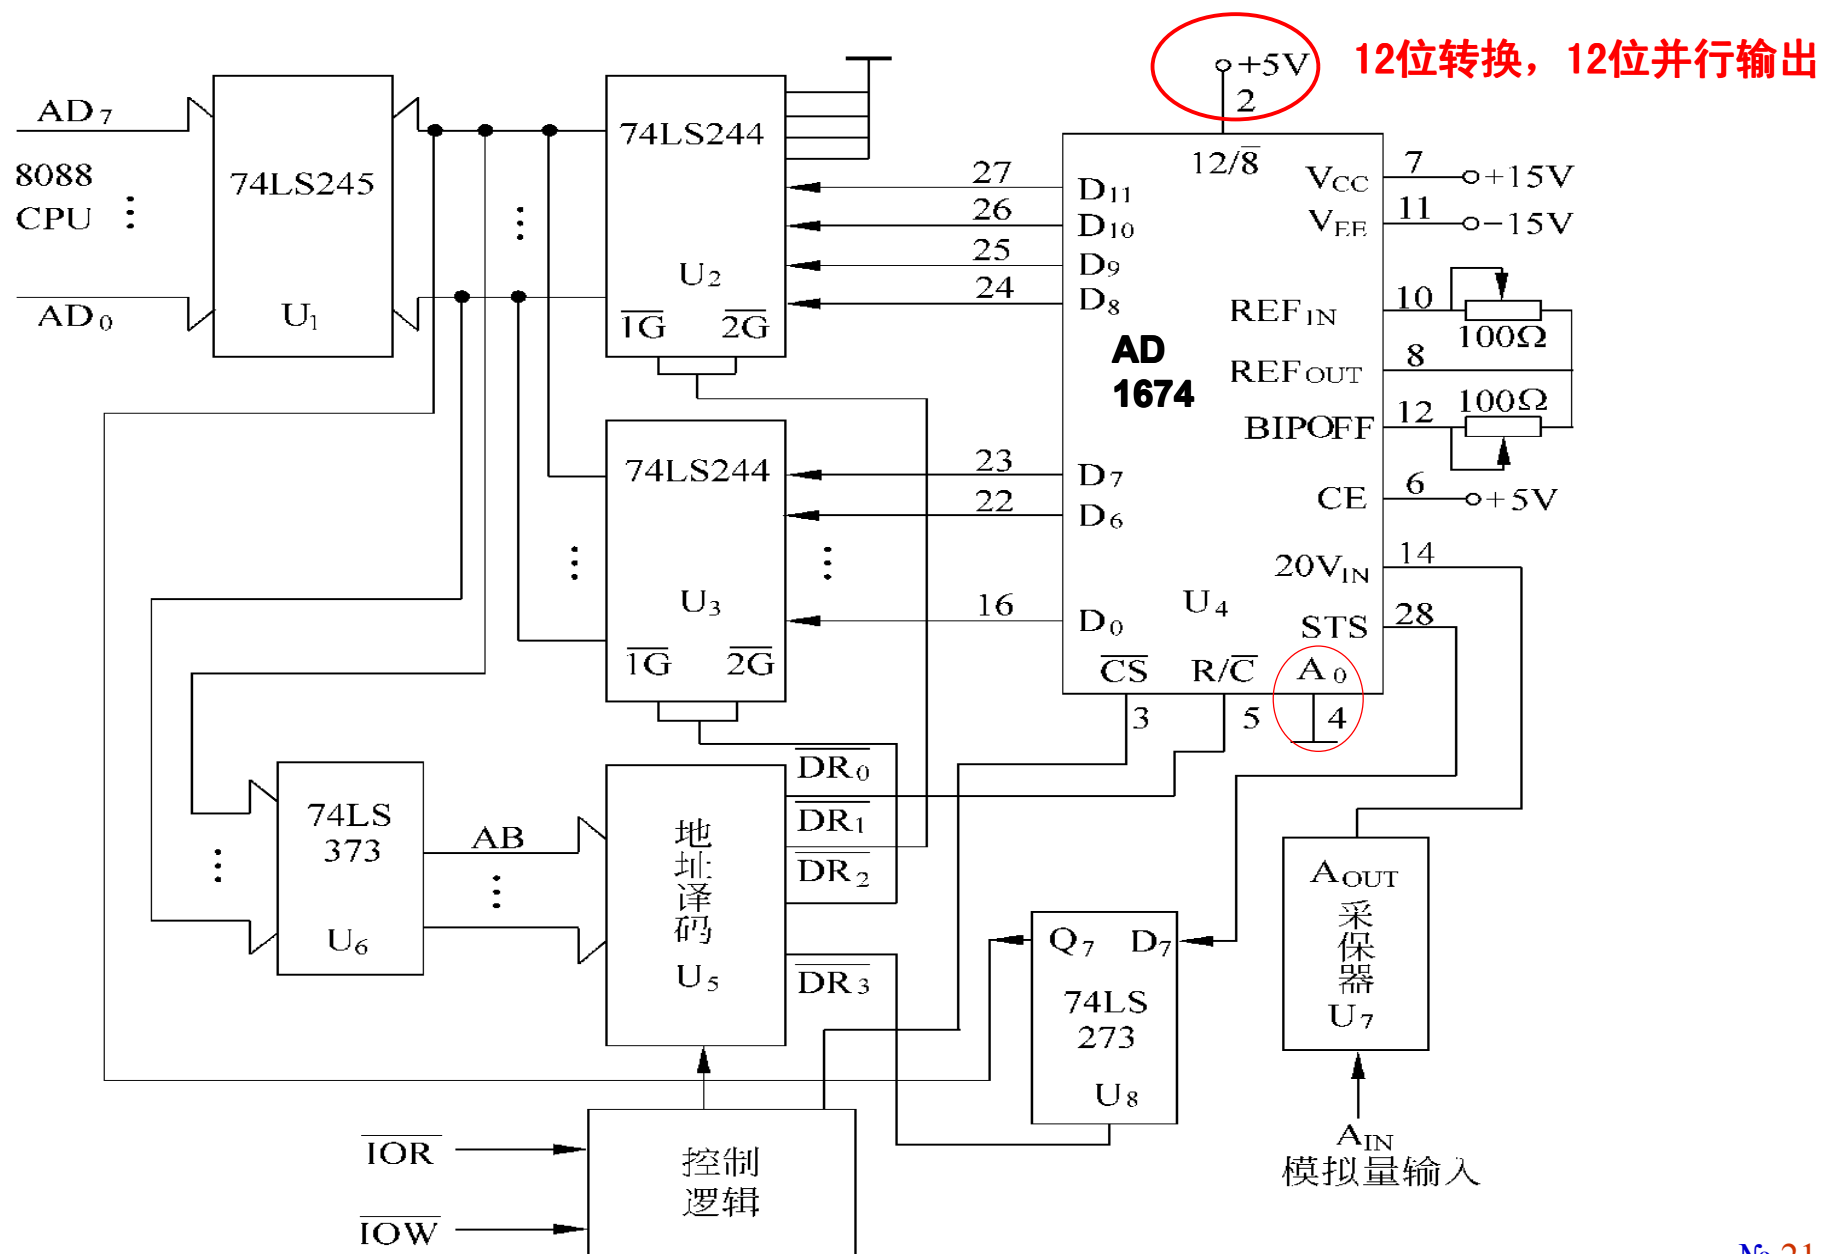 +5V
2
12位转换，12位并行输出
AD7
8088
CPU
AD0
74LS245
U1
74LS244
U2
1G 2G
27
26
25
24
D11
D10
D9
D8
12/8
VCC
7
+15V
VEE
11
-15V
REFIN
10
100Ω
REFOUT
8
100Ω
BIPOFF
12
CE
6
+5V
20VIN
14
STS
28
AD
1674
U4
CS R/C A0
3 5 4
74LS244
U3
1G 2G
23
22
16
D7
D6
D0
74LS
373
U6
AB
地址译码
U5
DR0
DR1
DR2
DR3
Q7 D7
74LS
273
U8
AOUT
采保器
U7
AIN
模拟量输入
IOR
IOW
控制
逻辑
№ 21